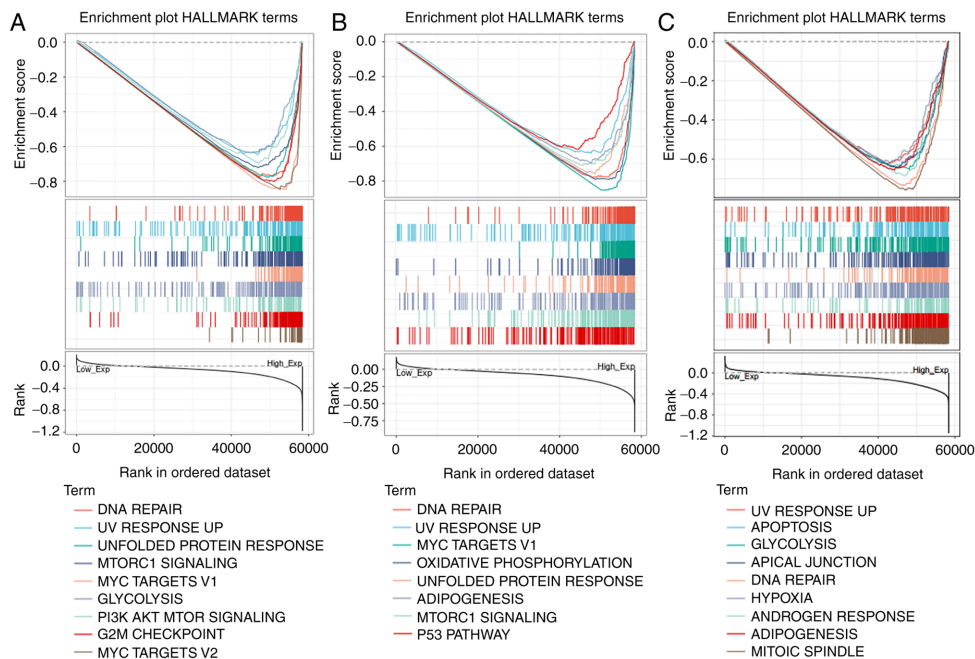 A
Enrichment plot HALLMARK terms
0.0
−0.2
−0.4
−0.6
−0.8
Enrichment score
0.0
−0.4
−0.8
−1.2
Rank
Low_Exp
High_Exp
0 20000 40000 60000
Rank in ordered dataset
Term
DNA REPAIR
UV RESPONSE UP
UNFOLDED PROTEIN RESPONSE
MTORC1 SIGNALING
MYC TARGETS V1
GLYCOLYSIS
PI3K AKT MTOR SIGNALING
G2M CHECKPOINT
MYC TARGETS V2
B
Enrichment plot HALLMARK terms
0.0
−0.2
−0.4
−0.6
−0.8
Enrichment score
0.0
−0.25
−0.50
−0.75
Rank
Low_Exp
High_Exp
0 20000 40000 60000
Rank in ordered dataset
Term
DNA REPAIR
UV RESPONSE UP
MYC TARGETS V1
OXIDATIVE PHOSPHORYLATION
UNFOLDED PROTEIN RESPONSE
ADIPOGENESIS
MTORC1 SIGNALING
P53 PATHWAY
C
Enrichment plot HALLMARK terms
0.0
−0.2
−0.4
−0.6
Enrichment score
0.0
−0.4
−0.8
−1.2
Rank
Low_Exp
High_Exp
0 20000 40000 60000
Rank in ordered dataset
Term
UV RESPONSE UP
APOPTOSIS
GLYCOLYSIS
APICAL JUNCTION
DNA REPAIR
HYPOXIA
ANDROGEN RESPONSE
ADIPOGENESIS
MITOIC SPINDLE